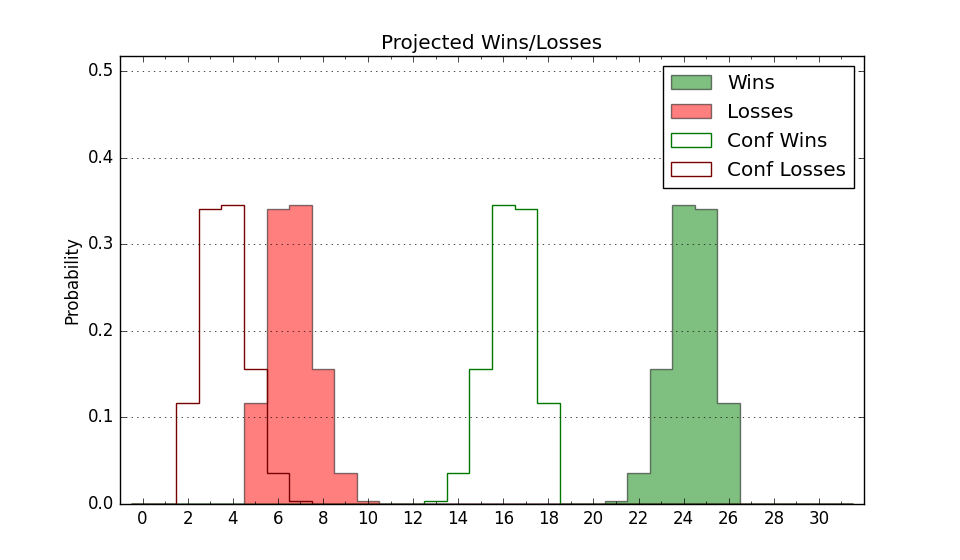 Projected Wins/Losses
Wins
Losses
Conf Wins
Conf Losses
Probability
0.5
0.4
0.3
0.2
0.1
0.0
0 2 4 6 8 10 12 14 16 18 20 22 24 26 28 30